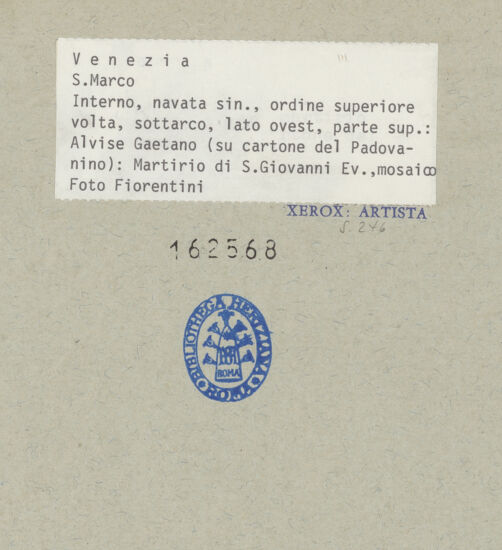 Venezia
S.Marco
Interno, navata sin., ordine superiore
volta, sottarco, lato ovest, parte sup.:
Alvise Gaetano (su cartone del Padova-
nino): Martirio di S.Giovanni Ev.,mosaico
Foto Fiorentini
XEROX: ARTISTA
S. 246
162568
BIBLIOTHECA HERTZIANA
ROMA